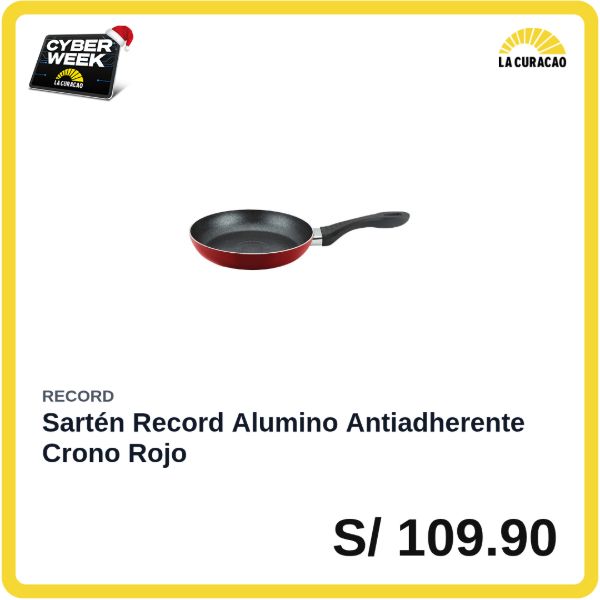 CYBER
WEEK
LA CURACAO
LA CURACAO
RECORD
Sartén Record Alumino Antiadherente
Crono Rojo
S/ 109.90